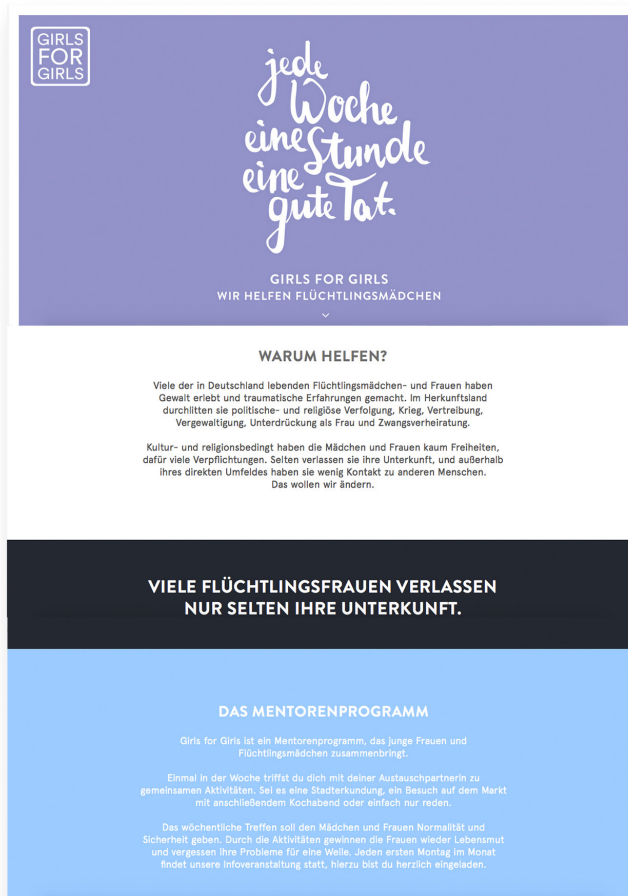 GIRLS
FOR
GIRLS
jede
Woche
eine Stunde
eine
gute Tat.
GIRLS FOR GIRLS
WIR HELFEN FLÜCHTLINGSMÄDCHEN
WARUM HELFEN?
Viele der in Deutschland lebenden Flüchtlingsmädchen- und Frauen haben
Gewalt erlebt und traumatische Erfahrungen gemacht. Im Herkunftsland
durchlitten sie politische- und religiöse Verfolgung, Krieg, Vertreibung,
Vergewaltigung, Unterdrückung als Frau und Zwangsverheiratung.
Kultur- und religionsbedingt haben die Mädchen und Frauen kaum Freiheiten,
dafür viele Verpflichtungen. Selten verlassen sie ihre Unterkunft, und außerhalb
ihres direkten Umfeldes haben sie wenig Kontakt zu anderen Menschen.
Das wollen wir ändern.
VIELE FLÜCHTLINGSFRAUEN VERLASSEN
NUR SELTEN IHRE UNTERKUNFT.
DAS MENTORENPROGRAMM
Girls for Girls ist ein Mentorenprogramm, das junge Frauen und
Flüchtlingsmädchen zusammenbringt.
Einmal in der Woche triffst du dich mit deiner Austauschpartnerin zu
gemeinsamen Aktivitäten. Sei es eine Stadterkundung, ein Besuch auf dem Markt
mit anschließendem Kochabend oder einfach nur reden.
Das wöchentliche Treffen soll den Mädchen und Frauen Normalität und
Sicherheit geben. Durch die Aktivitäten gewinnen die Frauen wieder Lebensmut
und vergessen ihre Probleme für eine Weile. Jeden ersten Montag im Monat
findet unsere Infoveranstaltung statt, hierzu bist du herzlich eingeladen.